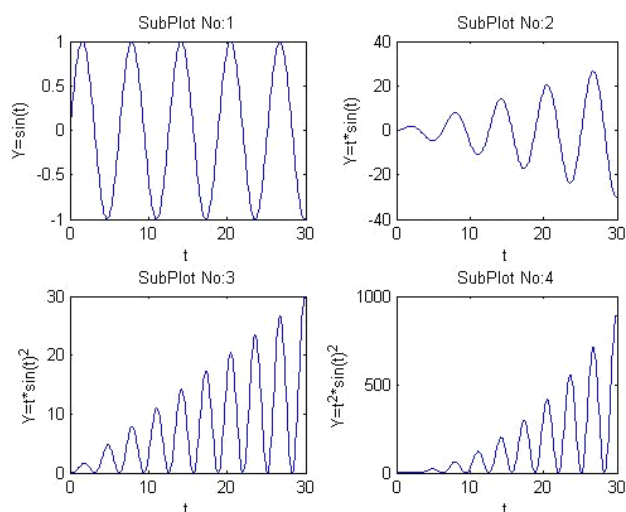 SubPlot No:1
1
0.5
0
-0.5
-1
Y=sin(t)
0 10 20 30
t
SubPlot No:2
40
20
0
-20
-40
Y=t*sin(t)
0 10 20 30
t
SubPlot No:3
30
20
10
0
Y=t*sin(t)²
0 10 20 30
t
SubPlot No:4
1000
500
0
Y=t²*sin(t)²
0 10 20 30
t